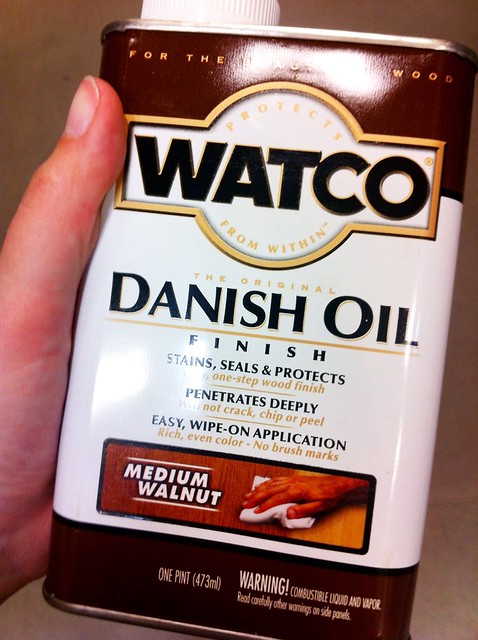 FOR THE WOOD
PROTECTS
WATCO®
FROM WITHIN™
THE ORIGINAL
DANISH OIL
FINISH
STAINS, SEALS & PROTECTS
one-step wood finish
PENETRATES DEEPLY
not crack, chip or peel
EASY, WIPE-ON APPLICATION
Rich, even color - No brush marks
MEDIUM
WALNUT
ONE PINT (473ml)
WARNING! COMBUSTIBLE LIQUID AND VAPOR.
Read carefully other warnings on side panels.